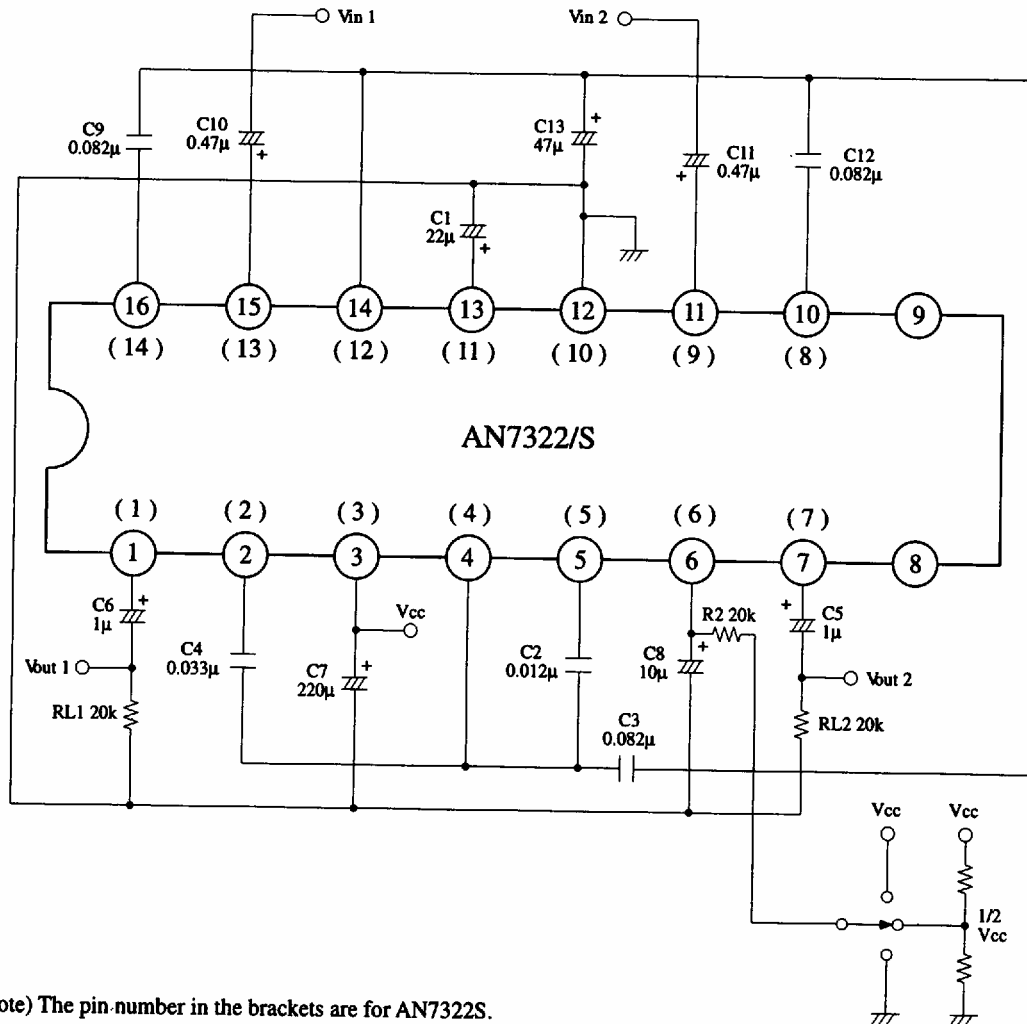 Vin 1
Vin 2
C9
0.082μ
C10
0.47μ
+
C13
47μ
+
C11
0.47μ
+
C12
0.082μ
C1
22μ
+
16
15
14
13
12
11
10
9
( 14 )
( 13 )
( 12 )
( 11 )
( 10 )
( 9 )
( 8 )
AN7322/S
( 1 )
( 2 )
( 3 )
( 4 )
( 5 )
( 6 )
( 7 )
1
2
3
4
5
6
7
8
C6
1μ
+
Vout 1
RL1 20k
C4
0.033μ
Vcc
C7
220μ
+
C2
0.012μ
C3
0.082μ
R2 20k
C8
10μ
+
C5
1μ
+
Vout 2
RL2 20k
Vcc
Vcc
1/2
Vcc
ote) The pin number in the brackets are for AN7322S.